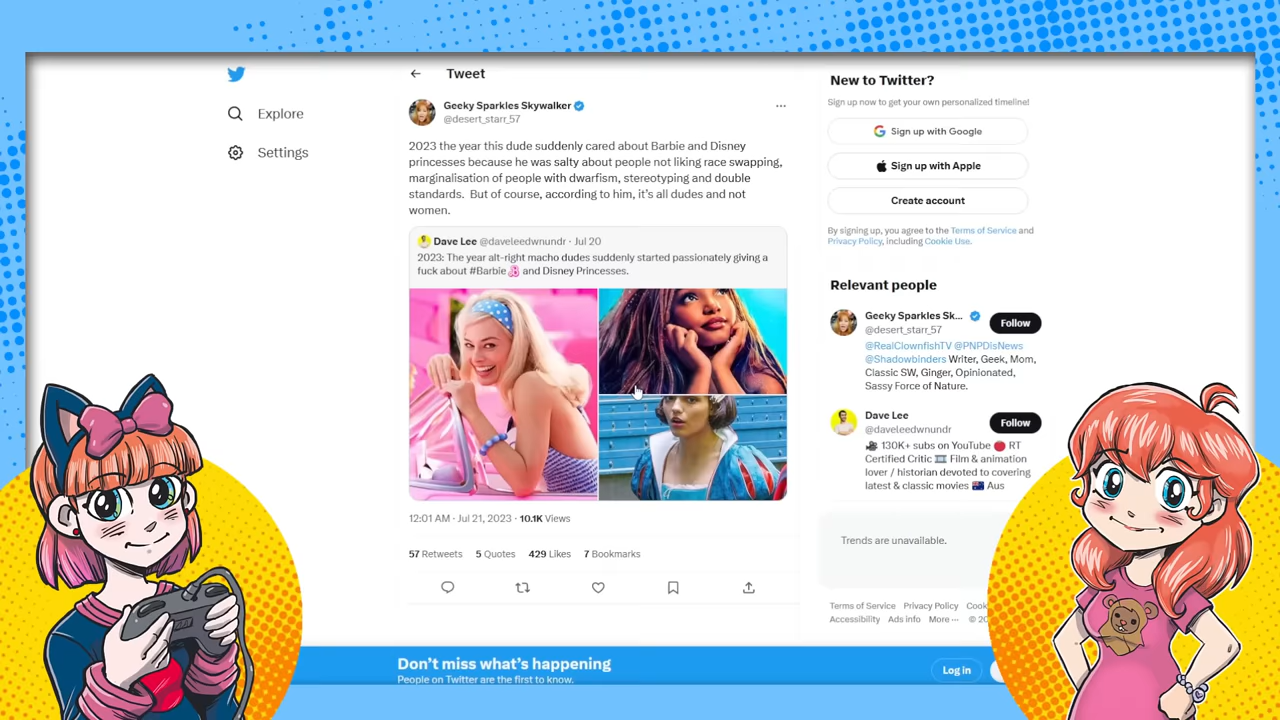 Tweet
Explore
Settings
Geeky Sparkles Skywalker
@desert_starr_57
2023 the year this dude suddenly cared about Barbie and Disney
princesses because he was salty about people not liking race swapping,
marginalisation of people with dwarfism, stereotyping and double
standards. But of course, according to him, it's all dudes and not
women.
Dave Lee @daveleedwnundr · Jul 20
2023: The year alt-right macho dudes suddenly started passionately giving a
fuck about #Barbie and Disney Princesses.
12:01 AM · Jul 21, 2023 · 10.1K Views
57 Retweets 5 Quotes 429 Likes 7 Bookmarks
New to Twitter?
Sign up now to get your own personalized timeline!
Sign up with Google
Sign up with Apple
Create account
By signing up, you agree to the Terms of Service and
Privacy Policy, including Cookie Use.
Relevant people
Geeky Sparkles Sk...
@desert_starr_57
Follow
@RealClownfishTV @PNPDisNews
@Shadowbinders Writer, Geek, Mom,
Classic SW, Ginger, Opinionated,
Sassy Force of Nature.
Dave Lee
@daveleedwnundr
Follow
130K+ subs on YouTube RT
Certified Critic Film & animation
lover / historian devoted to covering
latest & classic movies Aus
Trends are unavailable.
Terms of Service Privacy Policy
Accessibility Ads info More ···
Don't miss what's happening
People on Twitter are the first to know.
Log in